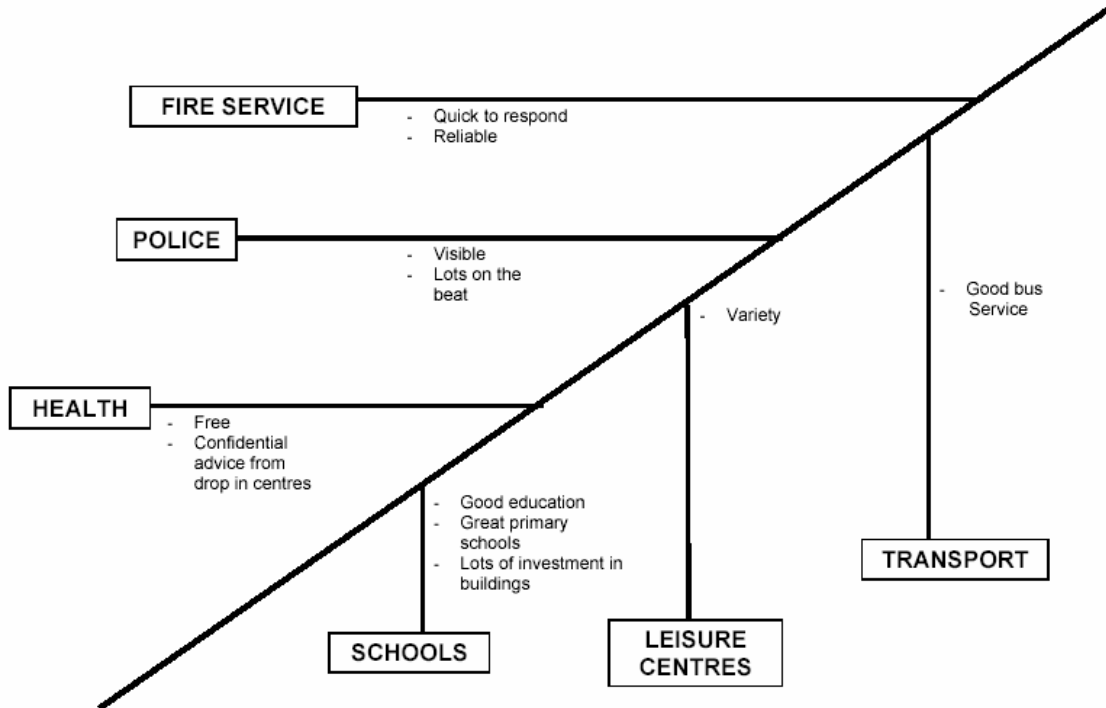 FIRE SERVICE
- Quick to respond
- Reliable
POLICE
- Visible
- Lots on the
beat
- Good bus
Service
- Variety
HEALTH
- Free
- Confidential
advice from
drop in centres
- Good education
- Great primary
schools
- Lots of investment in
buildings
TRANSPORT
SCHOOLS
LEISURE
CENTRES